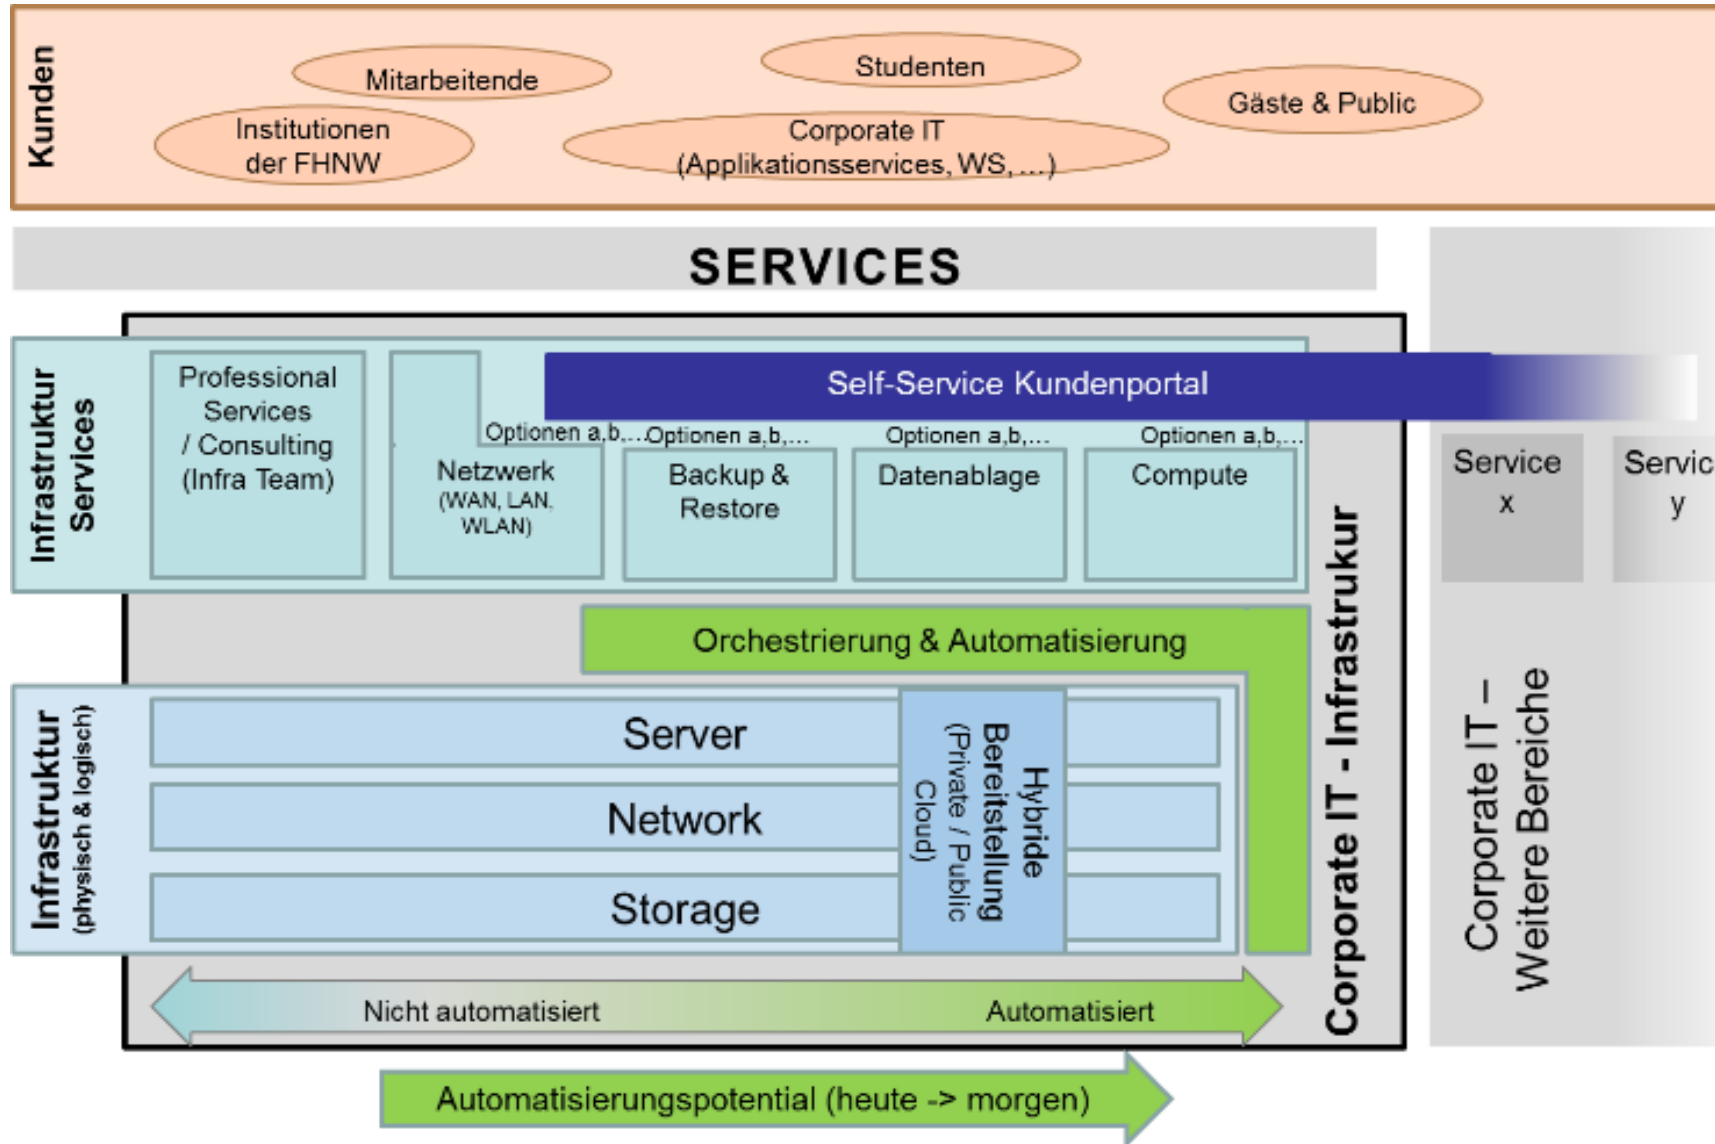 Kunden
Mitarbeitende
Studenten
Gäste & Public
Institutionen
der FHNW
Corporate IT
(Applikationsservices, WS, ...)
SERVICES
Infrastruktur
Services
Professional
Services
/ Consulting
(Infra Team)
Self-Service Kundenportal
Optionen a,b,...
Optionen a,b,...
Optionen a,b,...
Optionen a,b,...
Netzwerk
(WAN, LAN,
WLAN)
Backup &
Restore
Datenablage
Compute
Service
x
Servic
y
Orchestrierung & Automatisierung
Infrastruktur
(physisch & logisch)
Server
Network
Storage
Hybride
Bereitstellung
(Private / Public
Cloud)
Corporate IT - Infrastrukur
Corporate IT –
Weitere Bereiche
Nicht automatisiert
Automatisiert
Automatisierungspotential (heute -> morgen)